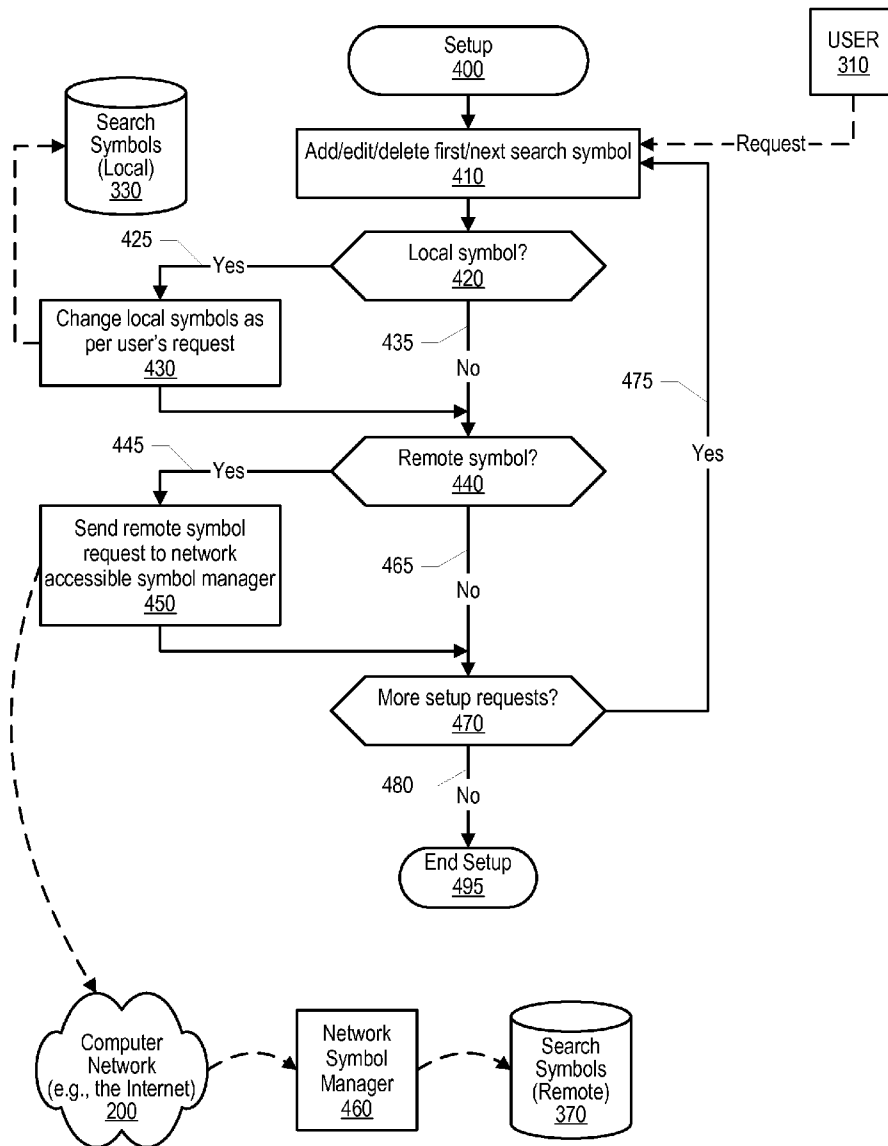 Setup
400
USER
310
Search
Symbols
(Local)
330
Add/edit/delete first/next search symbol
410
Request
425
Yes
Local symbol?
420
Change local symbols as
per user's request
430
435
No
475
Yes
445
Yes
Remote symbol?
440
Send remote symbol
request to network
accessible symbol manager
450
465
No
More setup requests?
470
480
No
End Setup
495
Computer
Network
(e.g., the Internet)
200
Network
Symbol
Manager
460
Search
Symbols
(Remote)
370